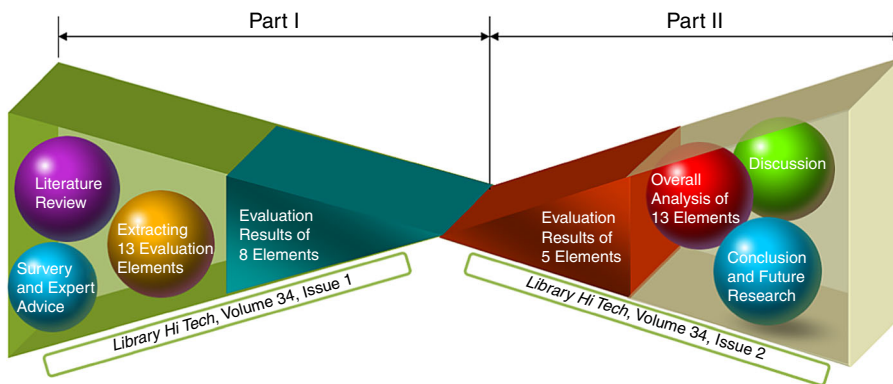 Part I
Part II
Literature
Review
Extracting
13 Evaluation
Elements
Survery
and Expert
Advice
Evaluation
Results of
8 Elements
Library Hi Tech, Volume 34, Issue 1
Evaluation
Results of
5 Elements
Overall
Analysis of
13 Elements
Discussion
Conclusion
and Future
Research
Library Hi Tech, Volume 34, Issue 2